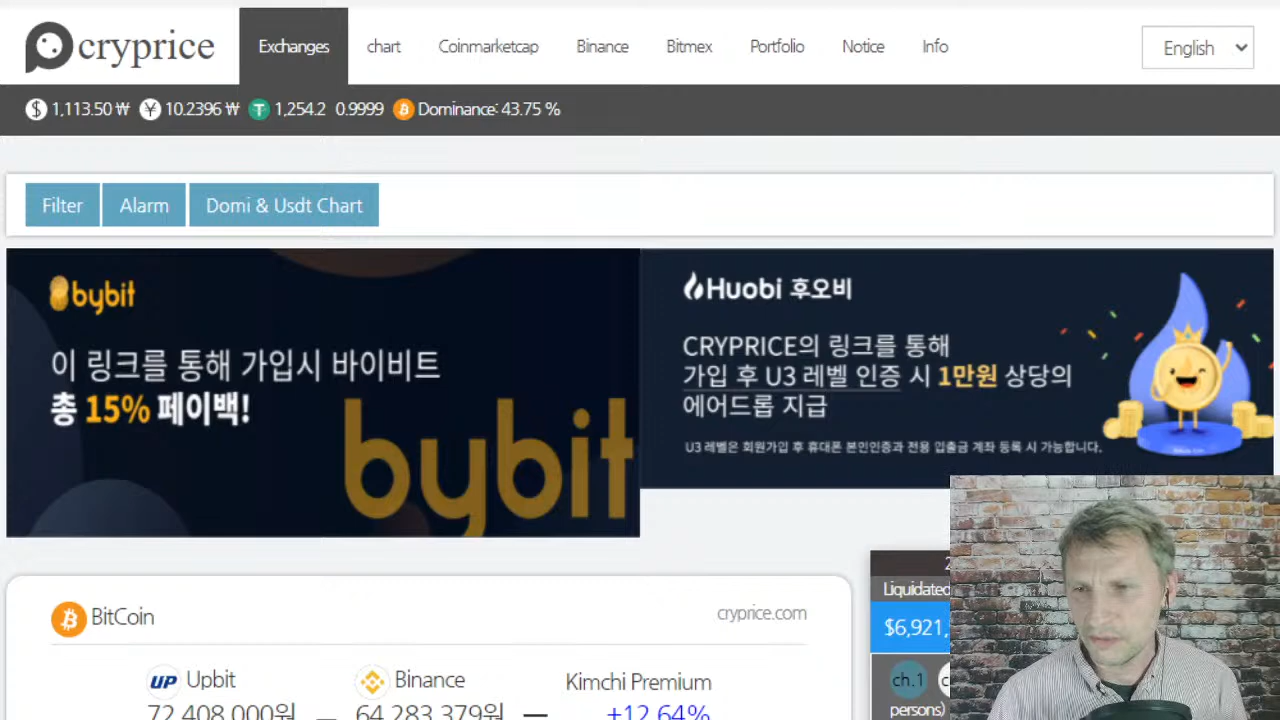 cryprice
Exchanges chart Coinmarketcap Binance Bitmex Portfolio Notice Info English
$ 1,113.50 ₩ ¥ 10.2396 ₩ T 1,254.2 0.9999 Dominance: 43.75 %
Filter Alarm Domi & Usdt Chart
bybit
이 링크를 통해 가입시 바이비트
총 15% 페이백!
bybit
Huobi 후오비
CRYPRICE의 링크를 통해
가입 후 U3 레벨 인증 시 1만원 상당의
에어드롭 지급
U3 레벨은 회원가입 후 휴대폰 본인인증과 전용 입출금 계좌 등록 시 가능합니다.
BitCoin cryprice.com
UP Upbit Binance Kimchi Premium
72,408,000원 — 64,283,379원 — +12.64%
Liquidated
$6,921,
ch.1
persons)